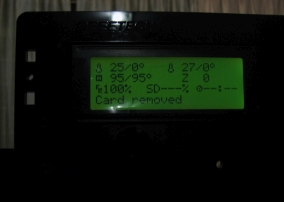 25/0° 27/0°
95/95° Z 0
100% SD---% --:--
Card removed